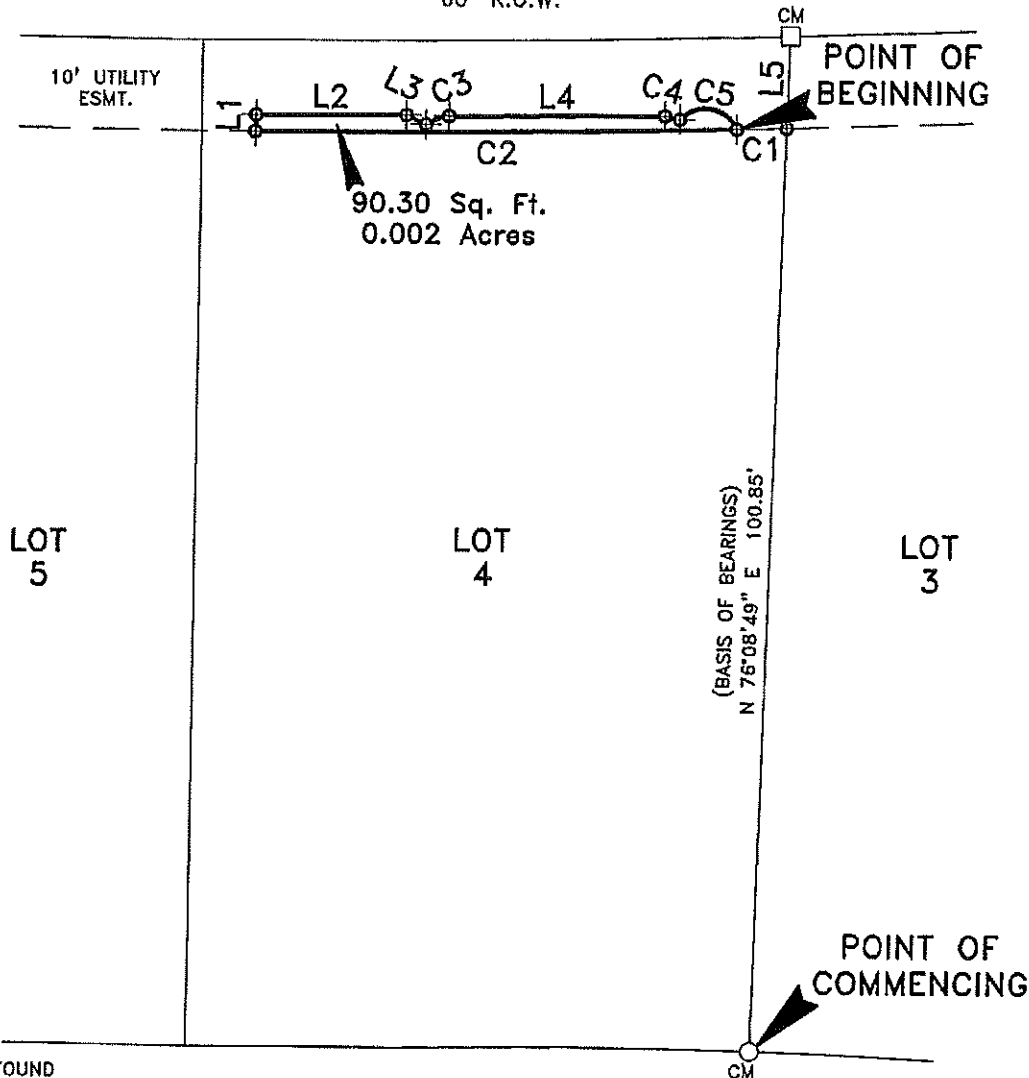 60' R.O.W.
CM
POINT OF
BEGINNING
10' UTILITY
ESMT.
L1
L2
L3
C3
L4
C4
C5
L5
C2
C1
90.30 Sq. Ft.
0.002 Acres
LOT
5
LOT
4
LOT
3
(BASIS OF BEARINGS)
N 76°08'49" E 100.85'
POINT OF
COMMENCING
CM